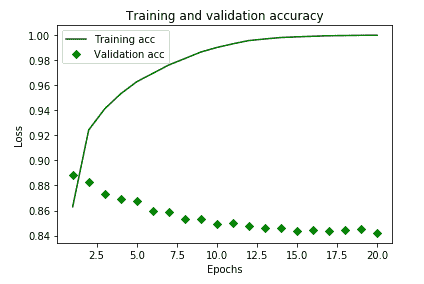 Training and validation accuracy
Training acc
Validation acc
1.00
0.98
0.96
0.94
0.92
0.90
0.88
0.86
0.84
Loss
2.5 5.0 7.5 10.0 12.5 15.0 17.5 20.0
Epochs